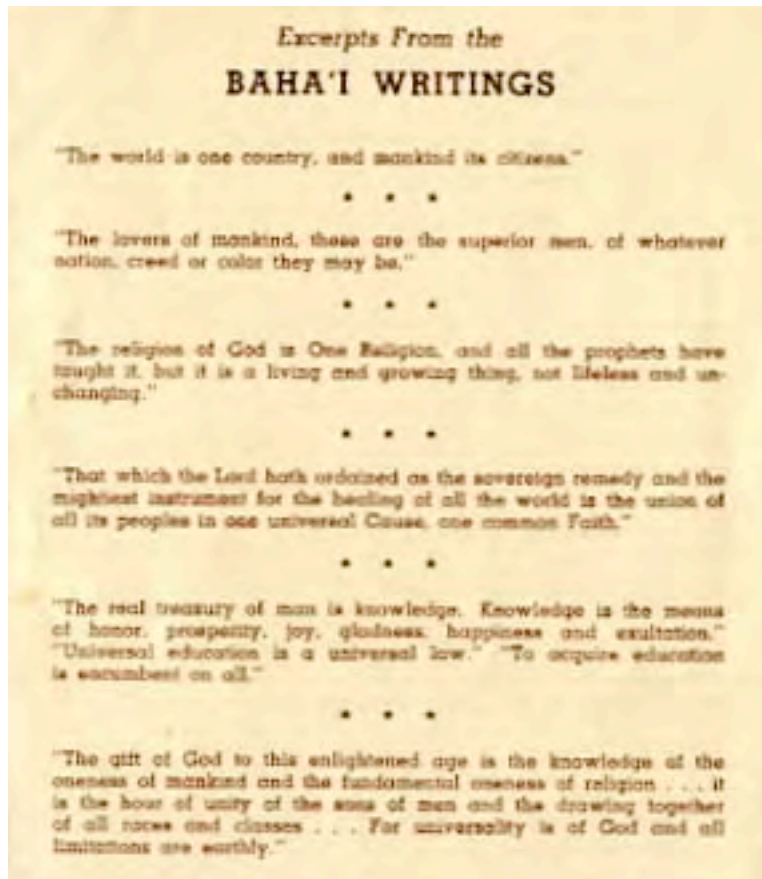 Excerpts From the
BAHA'I WRITINGS
"The world is one country, and mankind its citizens."
* * *
"The lovers of mankind, these are the superior men, of whatever
nation, creed or color they may be."
* * *
"The religion of God is One Religion, and all the prophets have
taught it, but it is a living and growing thing, not lifeless and un-
changing."
* * *
"That which the Lord hath ordained as the sovereign remedy and the
mightiest instrument for the healing of all the world is the union of
all its peoples in one universal Cause, one common Faith."
* * *
"The real treasury of man is knowledge. Knowledge is the means
of honor, prosperity, joy, gladness, happiness and exultation."
"Universal education is a universal law." "To acquire education
is encumbent on all."
* * *
"The gift of God to this enlightened age is the knowledge of the
oneness of mankind and the fundamental oneness of religion . . . it
is the hour of unity of the sons of men and the drawing together
of all races and classes . . . For universality is of God and all
limitations are earthly."